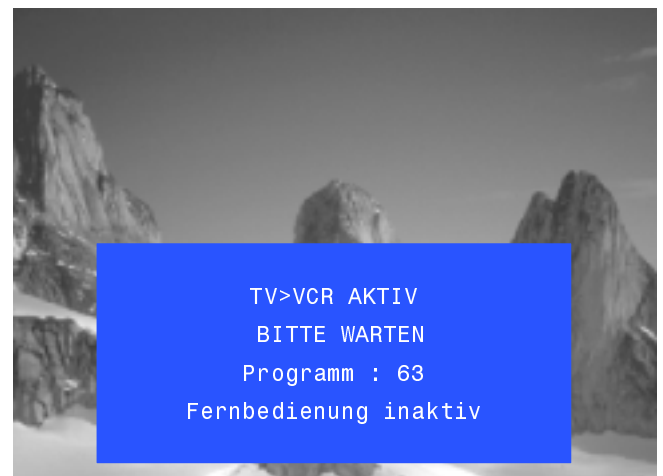 TV>VCR AKTIV
BITTE WARTEN
Programm : 63
Fernbedienung inaktiv